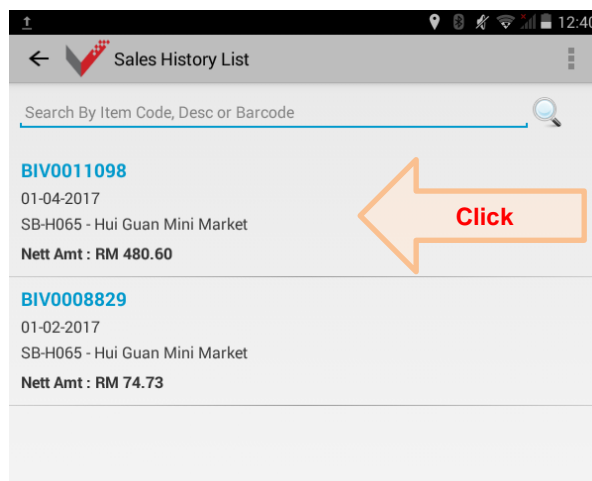 12:40
Sales History List
Search By Item Code, Desc or Barcode
BIV0011098
01-04-2017
SB-H065 - Hui Guan Mini Market
Nett Amt : RM 480.60
Click
BIV0008829
01-02-2017
SB-H065 - Hui Guan Mini Market
Nett Amt : RM 74.73